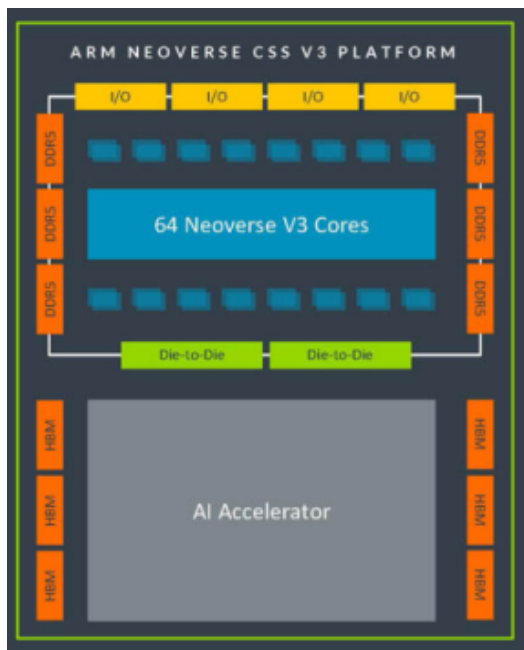 ARM NEOVERSE CSS V3 PLATFORM
I/O I/O I/O I/O
DDR5 DDR5
64 Neoverse V3 Cores
DDR5 DDR5
DDR5 DDR5
Die-to-Die Die-to-Die
HBM HBM
AI Accelerator
HBM HBM
HBM HBM